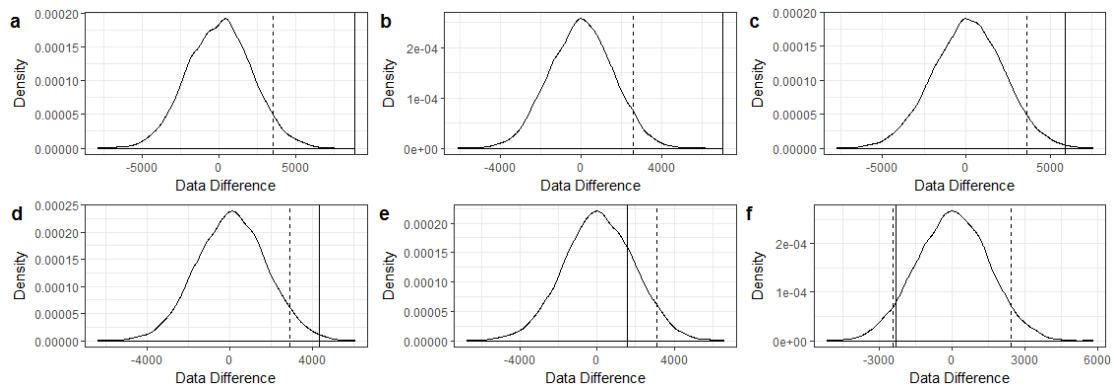 a
0.00020
0.00015
0.00010
0.00005
0.00000
Density
-5000 0 5000
Data Difference
b
2e-04
1e-04
0e+00
Density
-4000 0 4000
Data Difference
c
0.00020
0.00015
0.00010
0.00005
0.00000
Density
-5000 0 5000
Data Difference
d
0.00025
0.00020
0.00015
0.00010
0.00005
0.00000
Density
-4000 0 4000
Data Difference
e
0.00020
0.00015
0.00010
0.00005
0.00000
Density
-4000 0 4000
Data Difference
f
2e-04
1e-04
0e+00
Density
-3000 0 3000 6000
Data Difference